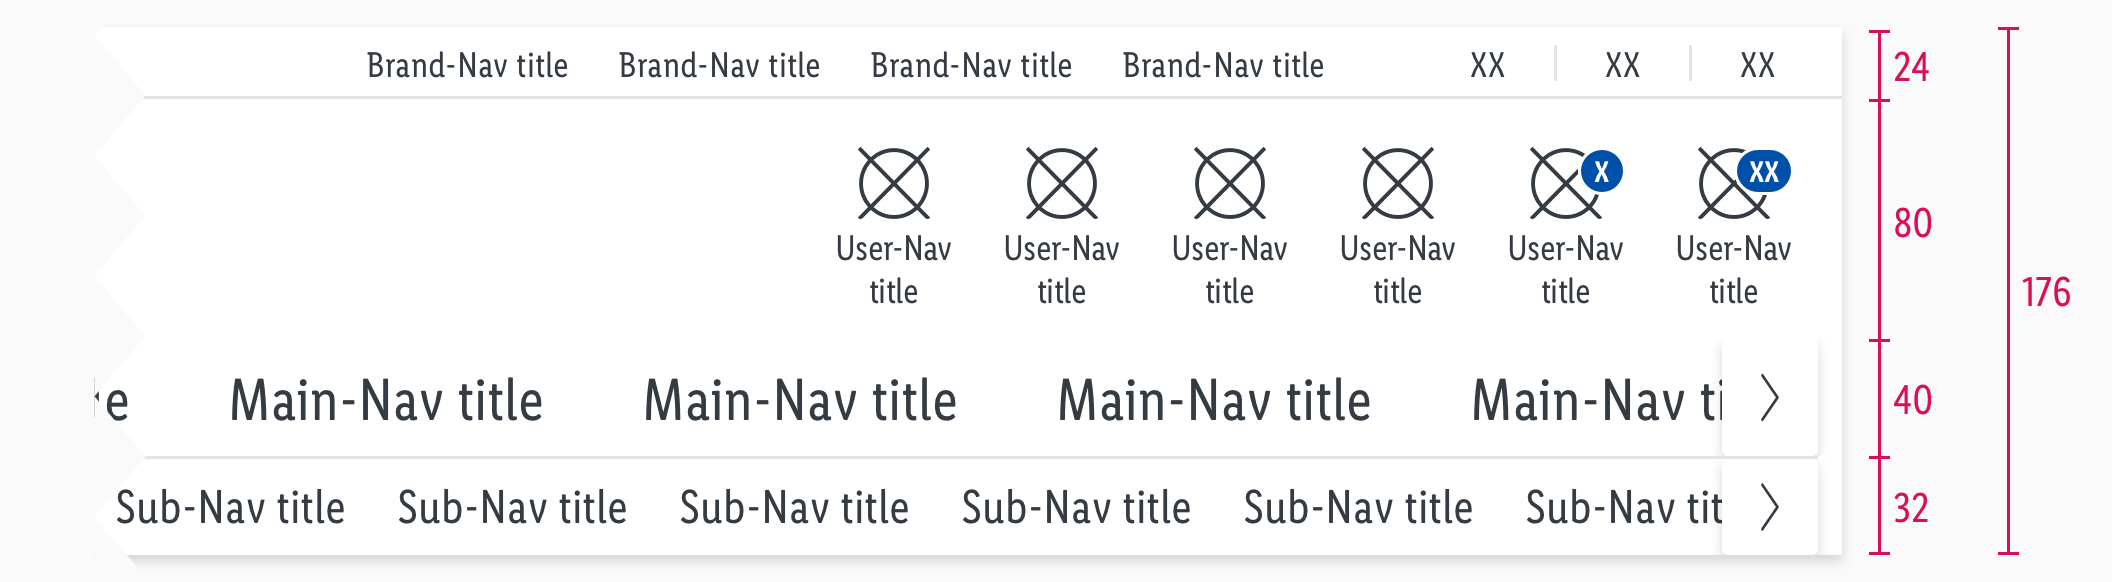 Brand-Nav title Brand-Nav title Brand-Nav title Brand-Nav title XX XX XX
24
X XX
User-Nav title User-Nav title User-Nav title User-Nav title User-Nav title User-Nav title
80
176
e Main-Nav title Main-Nav title Main-Nav title Main-Nav ti
40
Sub-Nav title Sub-Nav title Sub-Nav title Sub-Nav title Sub-Nav title Sub-Nav tit
32